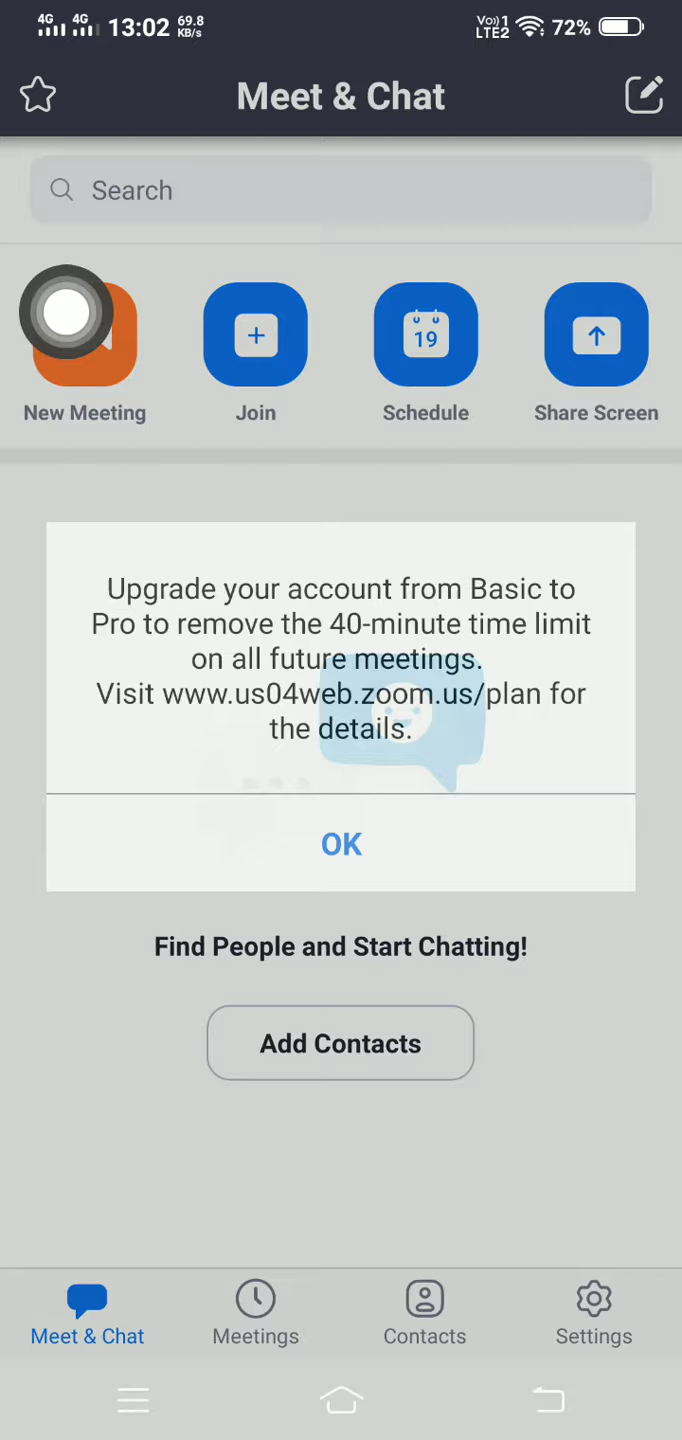 4G 4G 13:02 69.8 KB/s Vo) 1 LTE2 72%
Meet & Chat
Search
19
New Meeting Join Schedule Share Screen
Upgrade your account from Basic to
Pro to remove the 40-minute time limit
on all future meetings.
Visit www.us04web.zoom.us/plan for
the details.
OK
Find People and Start Chatting!
Add Contacts
Meet & Chat Meetings Contacts Settings